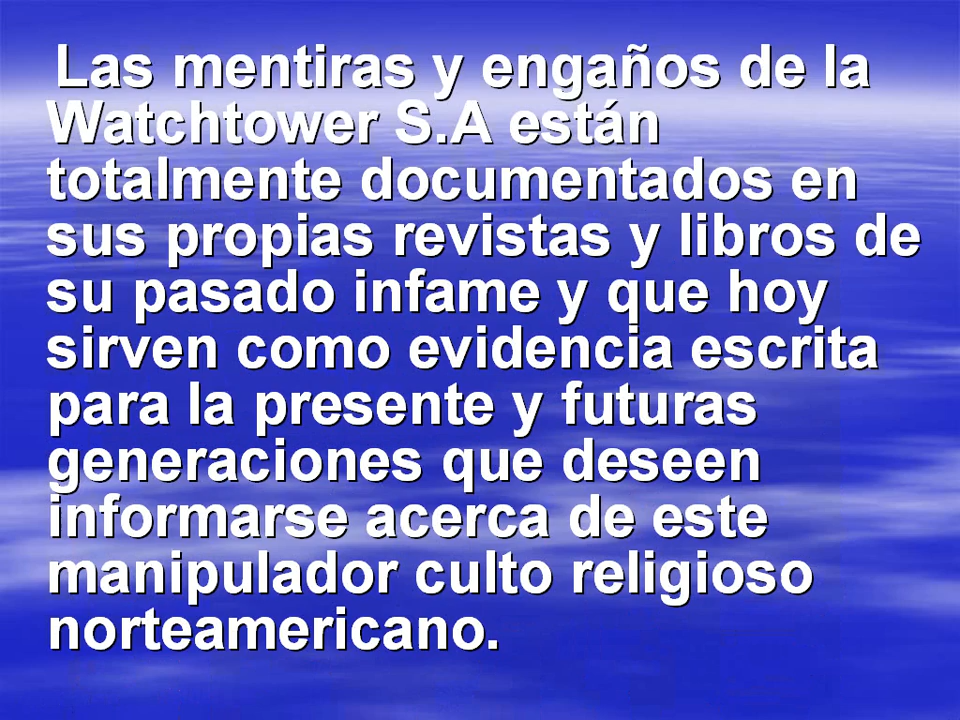 Las mentiras y engaños de la
Watchtower S.A están
totalmente documentados en
sus propias revistas y libros de
su pasado infame y que hoy
sirven como evidencia escrita
para la presente y futuras
generaciones que deseen
informarse acerca de este
manipulador culto religioso
norteamericano.